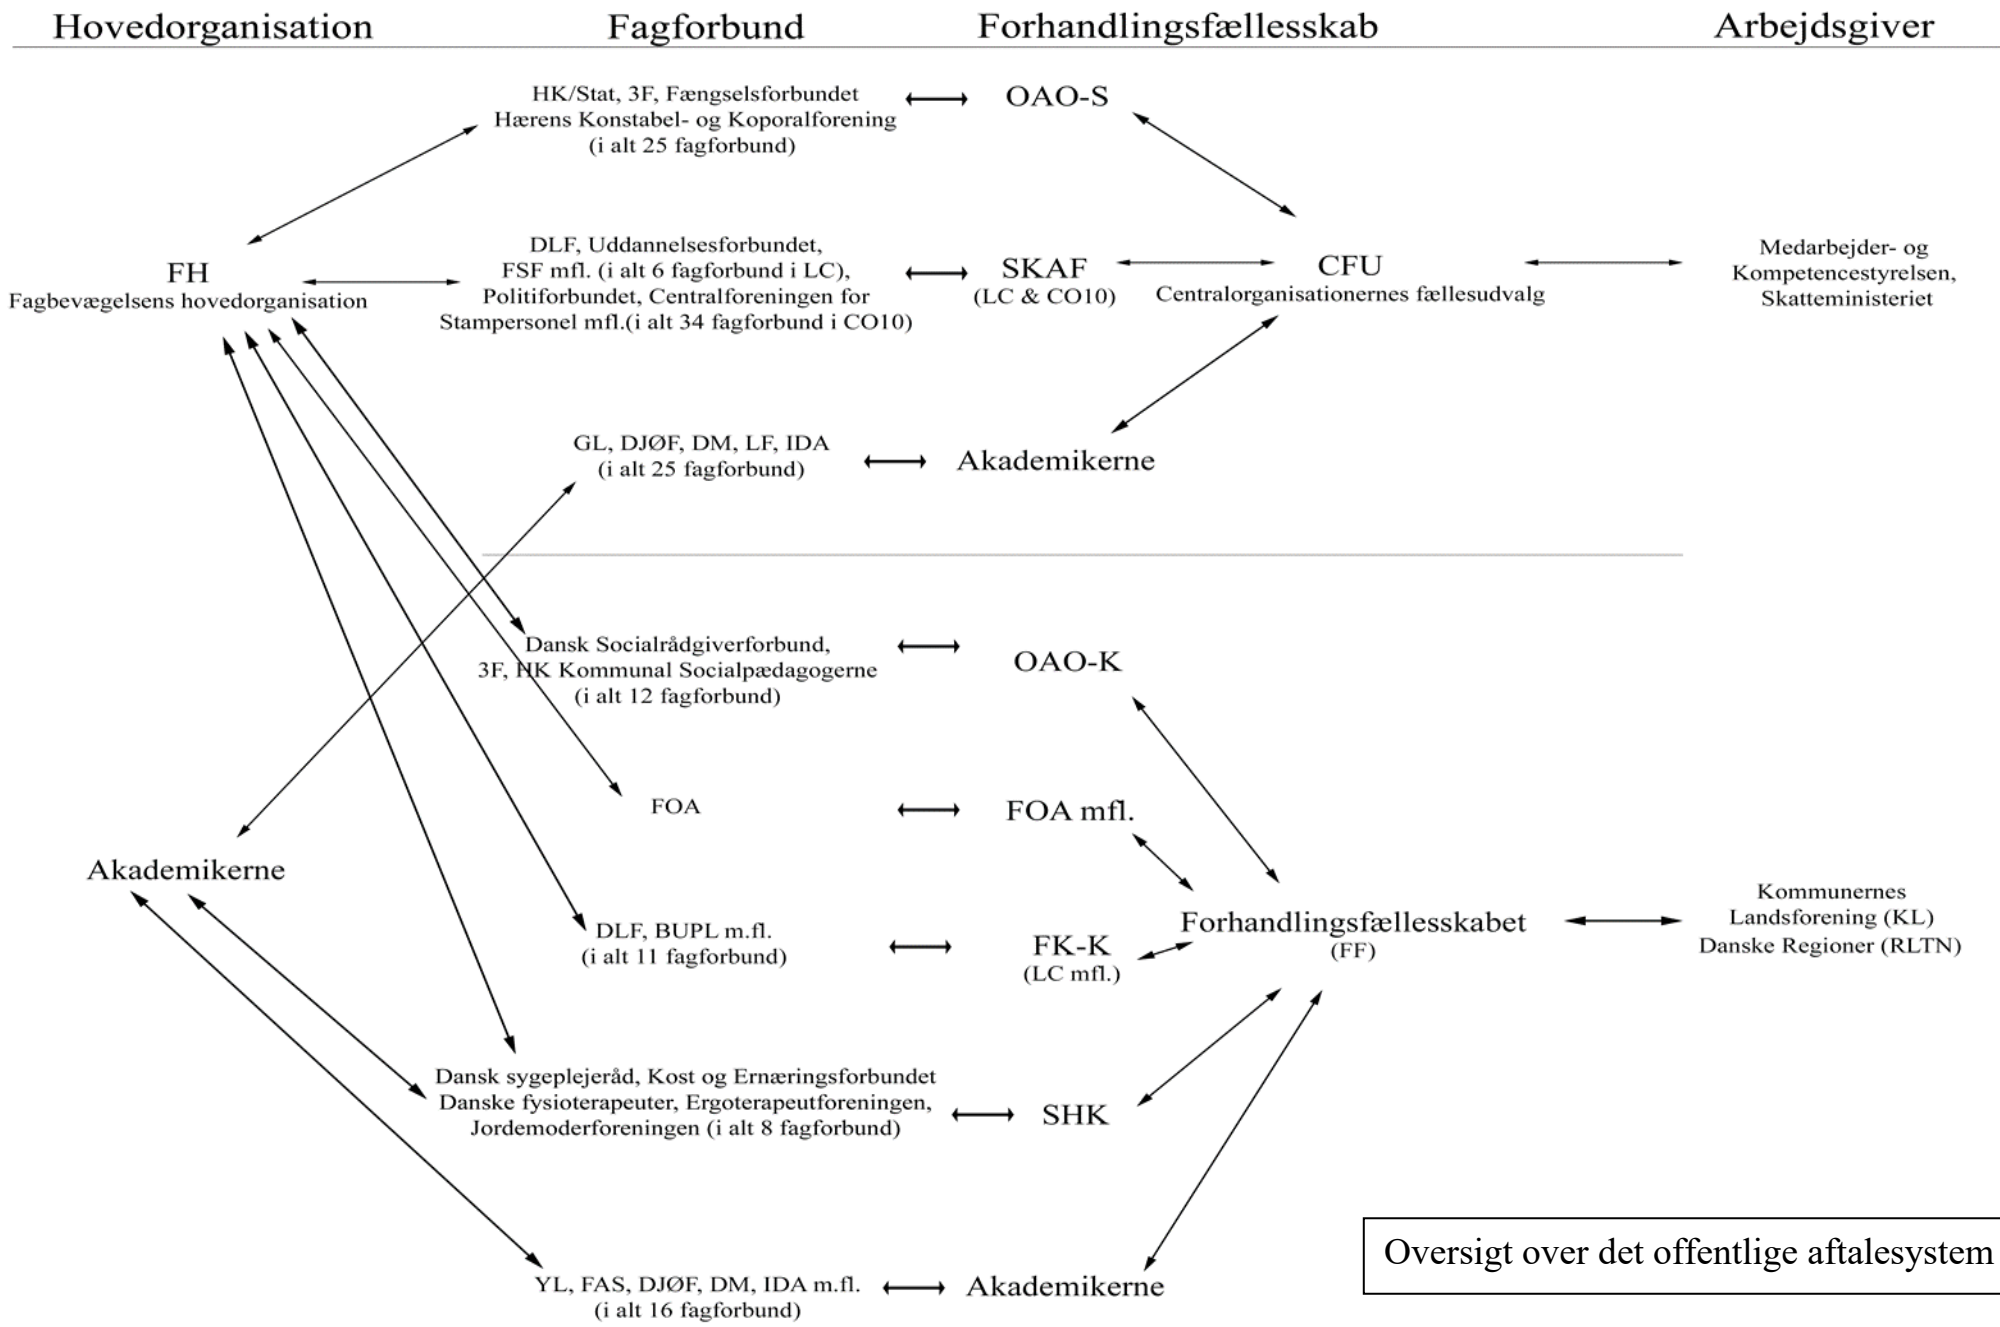 Hovedorganisation
Fagforbund
Forhandlingsfællesskab
Arbejdsgiver
HK/Stat, 3F, Fængselsforbundet
Hærens Konstabel- og Koporalforening
(i alt 25 fagforbund)
OAO-S
FH
Fagbevægelsens hovedorganisation
DLF, Uddannelsesforbundet,
FSF mfl. (i alt 6 fagforbund i LC),
Politiforbundet, Centralforeningen for
Stampersonel mfl.(i alt 34 fagforbund i CO10)
SKAF
(LC & CO10)
CFU
Centralorganisationernes fællesudvalg
Medarbejder- og
Kompetencestyrelsen,
Skatteministeriet
GL, DJØF, DM, LF, IDA
(i alt 25 fagforbund)
Akademikerne
Dansk Socialrådgiverforbund,
3F, HK Kommunal Socialpædagogerne
(i alt 12 fagforbund)
OAO-K
FOA
FOA mfl.
Akademikerne
DLF, BUPL m.fl.
(i alt 11 fagforbund)
FK-K
(LC mfl.)
Forhandlingsfællesskabet
(FF)
Kommunernes
Landsforening (KL)
Danske Regioner (RLTN)
Dansk sygeplejeråd, Kost og Ernæringsforbundet
Danske fysioterapeuter, Ergoterapeutforeningen,
Jordemoderforeningen (i alt 8 fagforbund)
SHK
YL, FAS, DJØF, DM, IDA m.fl.
(i alt 16 fagforbund)
Akademikerne
Oversigt over det offentlige aftalesystem